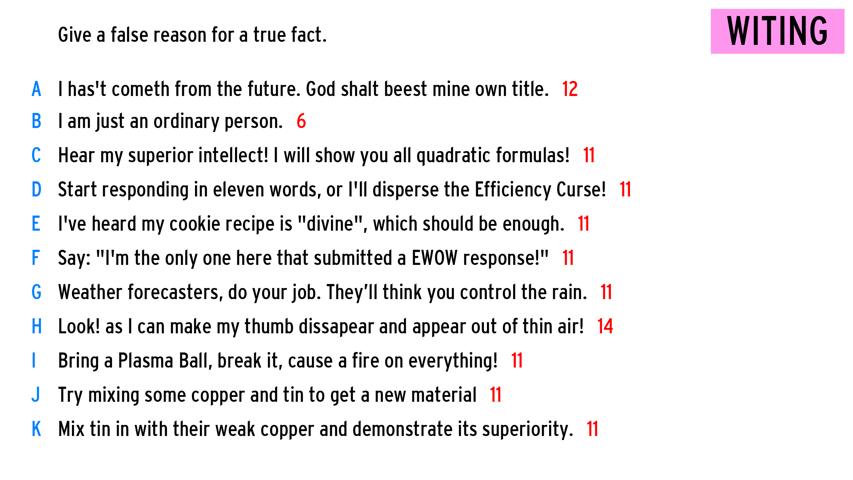 Give a false reason for a true fact.
WITING
A I has't cometh from the future. God shalt beest mine own title. 12
B I am just an ordinary person. 6
C Hear my superior intellect! I will show you all quadratic formulas! 11
D Start responding in eleven words, or I'll disperse the Efficiency Curse! 11
E I've heard my cookie recipe is "divine", which should be enough. 11
F Say: "I'm the only one here that submitted a EWOW response!" 11
G Weather forecasters, do your job. They’ll think you control the rain. 11
H Look! as I can make my thumb dissapear and appear out of thin air! 14
I Bring a Plasma Ball, break it, cause a fire on everything! 11
J Try mixing some copper and tin to get a new material 11
K Mix tin in with their weak copper and demonstrate its superiority. 11